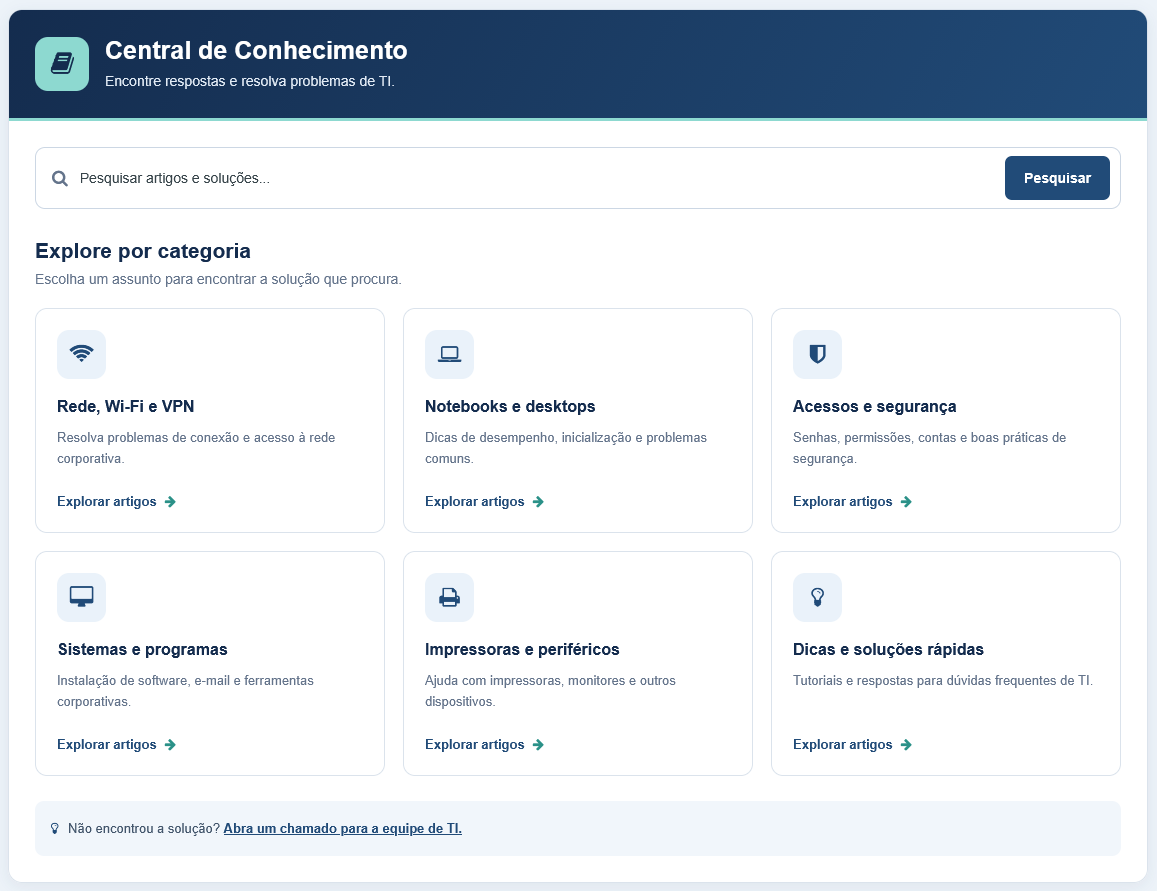 Central de Conhecimento
Encontre respostas e resolva problemas de TI.
Pesquisar artigos e soluções...
Pesquisar
Explore por categoria
Escolha um assunto para encontrar a solução que procura.
Rede, Wi-Fi e VPN
Resolva problemas de conexão e acesso à rede
corporativa.
Explorar artigos
Notebooks e desktops
Dicas de desempenho, inicialização e problemas
comuns.
Explorar artigos
Acessos e segurança
Senhas, permissões, contas e boas práticas de
segurança.
Explorar artigos
Sistemas e programas
Instalação de software, e-mail e ferramentas
corporativas.
Explorar artigos
Impressoras e periféricos
Ajuda com impressoras, monitores e outros
dispositivos.
Explorar artigos
Dicas e soluções rápidas
Tutoriais e respostas para dúvidas frequentes de TI.
Explorar artigos
Não encontrou a solução? Abra um chamado para a equipe de TI.